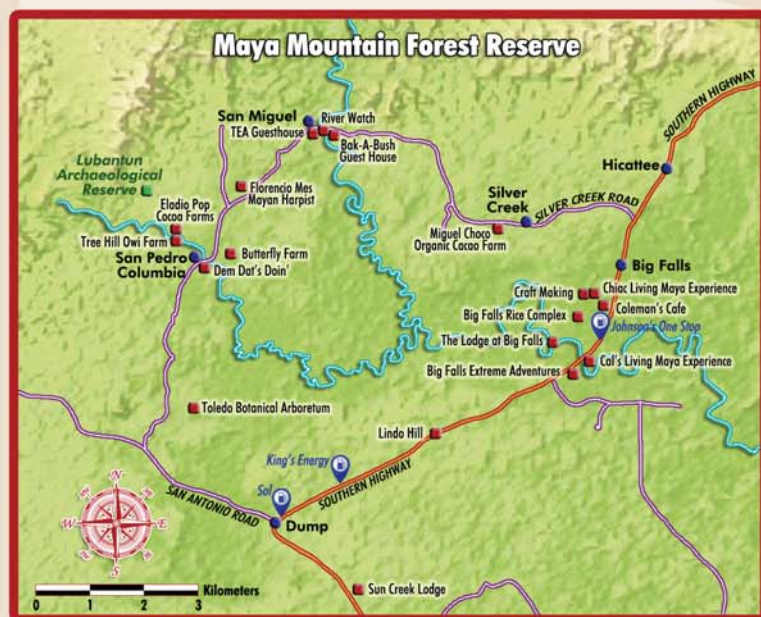 Maya Mountain Forest Reserve
SOUTHERN HIGHWAY
San Miguel
River Watch
TEA Guesthouse
Bak-A-Bush
Guest House
Hicattee
Lubantun
Archaeological
Reserve
Florencio Mes
Mayan Harpist
Elodio Pop
Cocoa Farms
Silver
Creek
SILVER CREEK ROAD
Miguel Choco
Organic Cacao Farm
Tree Hill Owi Farm
Butterfly Farm
San Pedro
Columbia
Dem Dat's Doin'
Big Falls
Craft Making
Chiac Living Maya Experience
Coleman's Cafe
Big Falls Rice Complex
Johnson's One Stop
The Lodge at Big Falls
Cal's Living Maya Experience
Big Falls Extreme Adventures
Toledo Botanical Arboretum
Lindo Hill
King's Energy
Sol
SOUTHERN HIGHWAY
SAN ANTONIO ROAD
Dump
N
W
E
S
Kilometers
0 1 2 3
Sun Creek Lodge